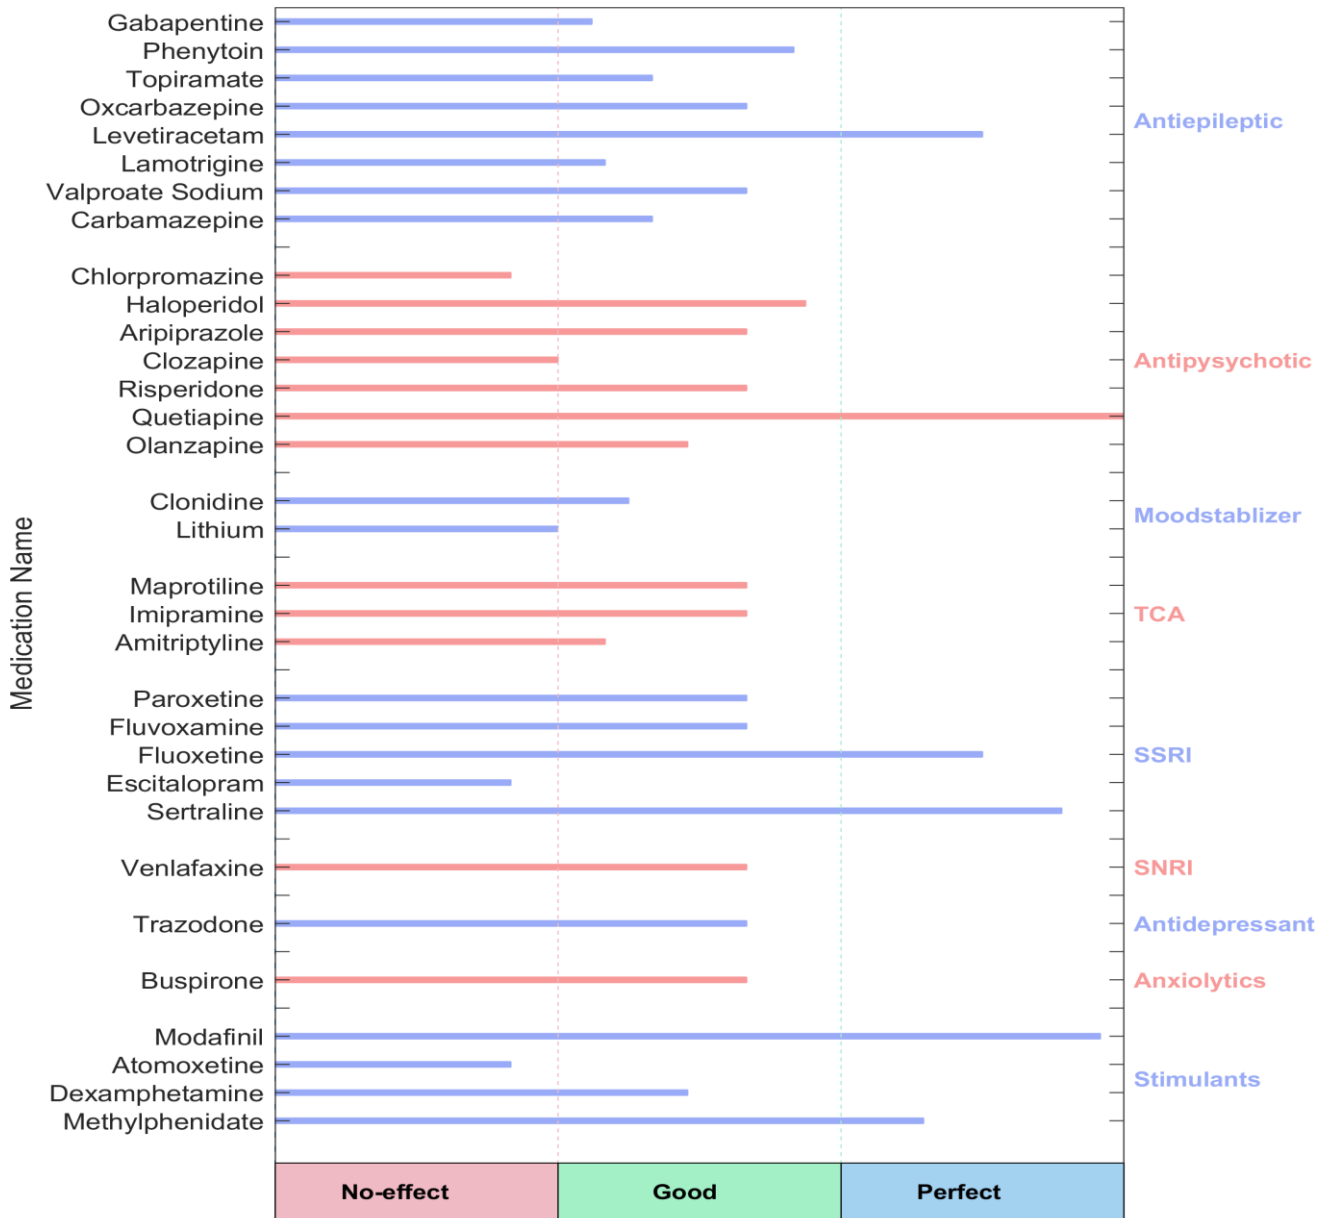 Medication Name
Gabapentine
Phenytoin
Topiramate
Oxcarbazepine
Levetiracetam
Lamotrigine
Valproate Sodium
Carbamazepine
Antiepileptic
Chlorpromazine
Haloperidol
Aripiprazole
Clozapine
Risperidone
Quetiapine
Olanzapine
Antipysychotic
Clonidine
Lithium
Moodstablizer
Maprotiline
Imipramine
Amitriptyline
TCA
Paroxetine
Fluvoxamine
Fluoxetine
Escitalopram
Sertraline
SSRI
Venlafaxine
SNRI
Trazodone
Antidepressant
Buspirone
Anxiolytics
Modafinil
Atomoxetine
Dexamphetamine
Methylphenidate
Stimulants
No-effect
Good
Perfect